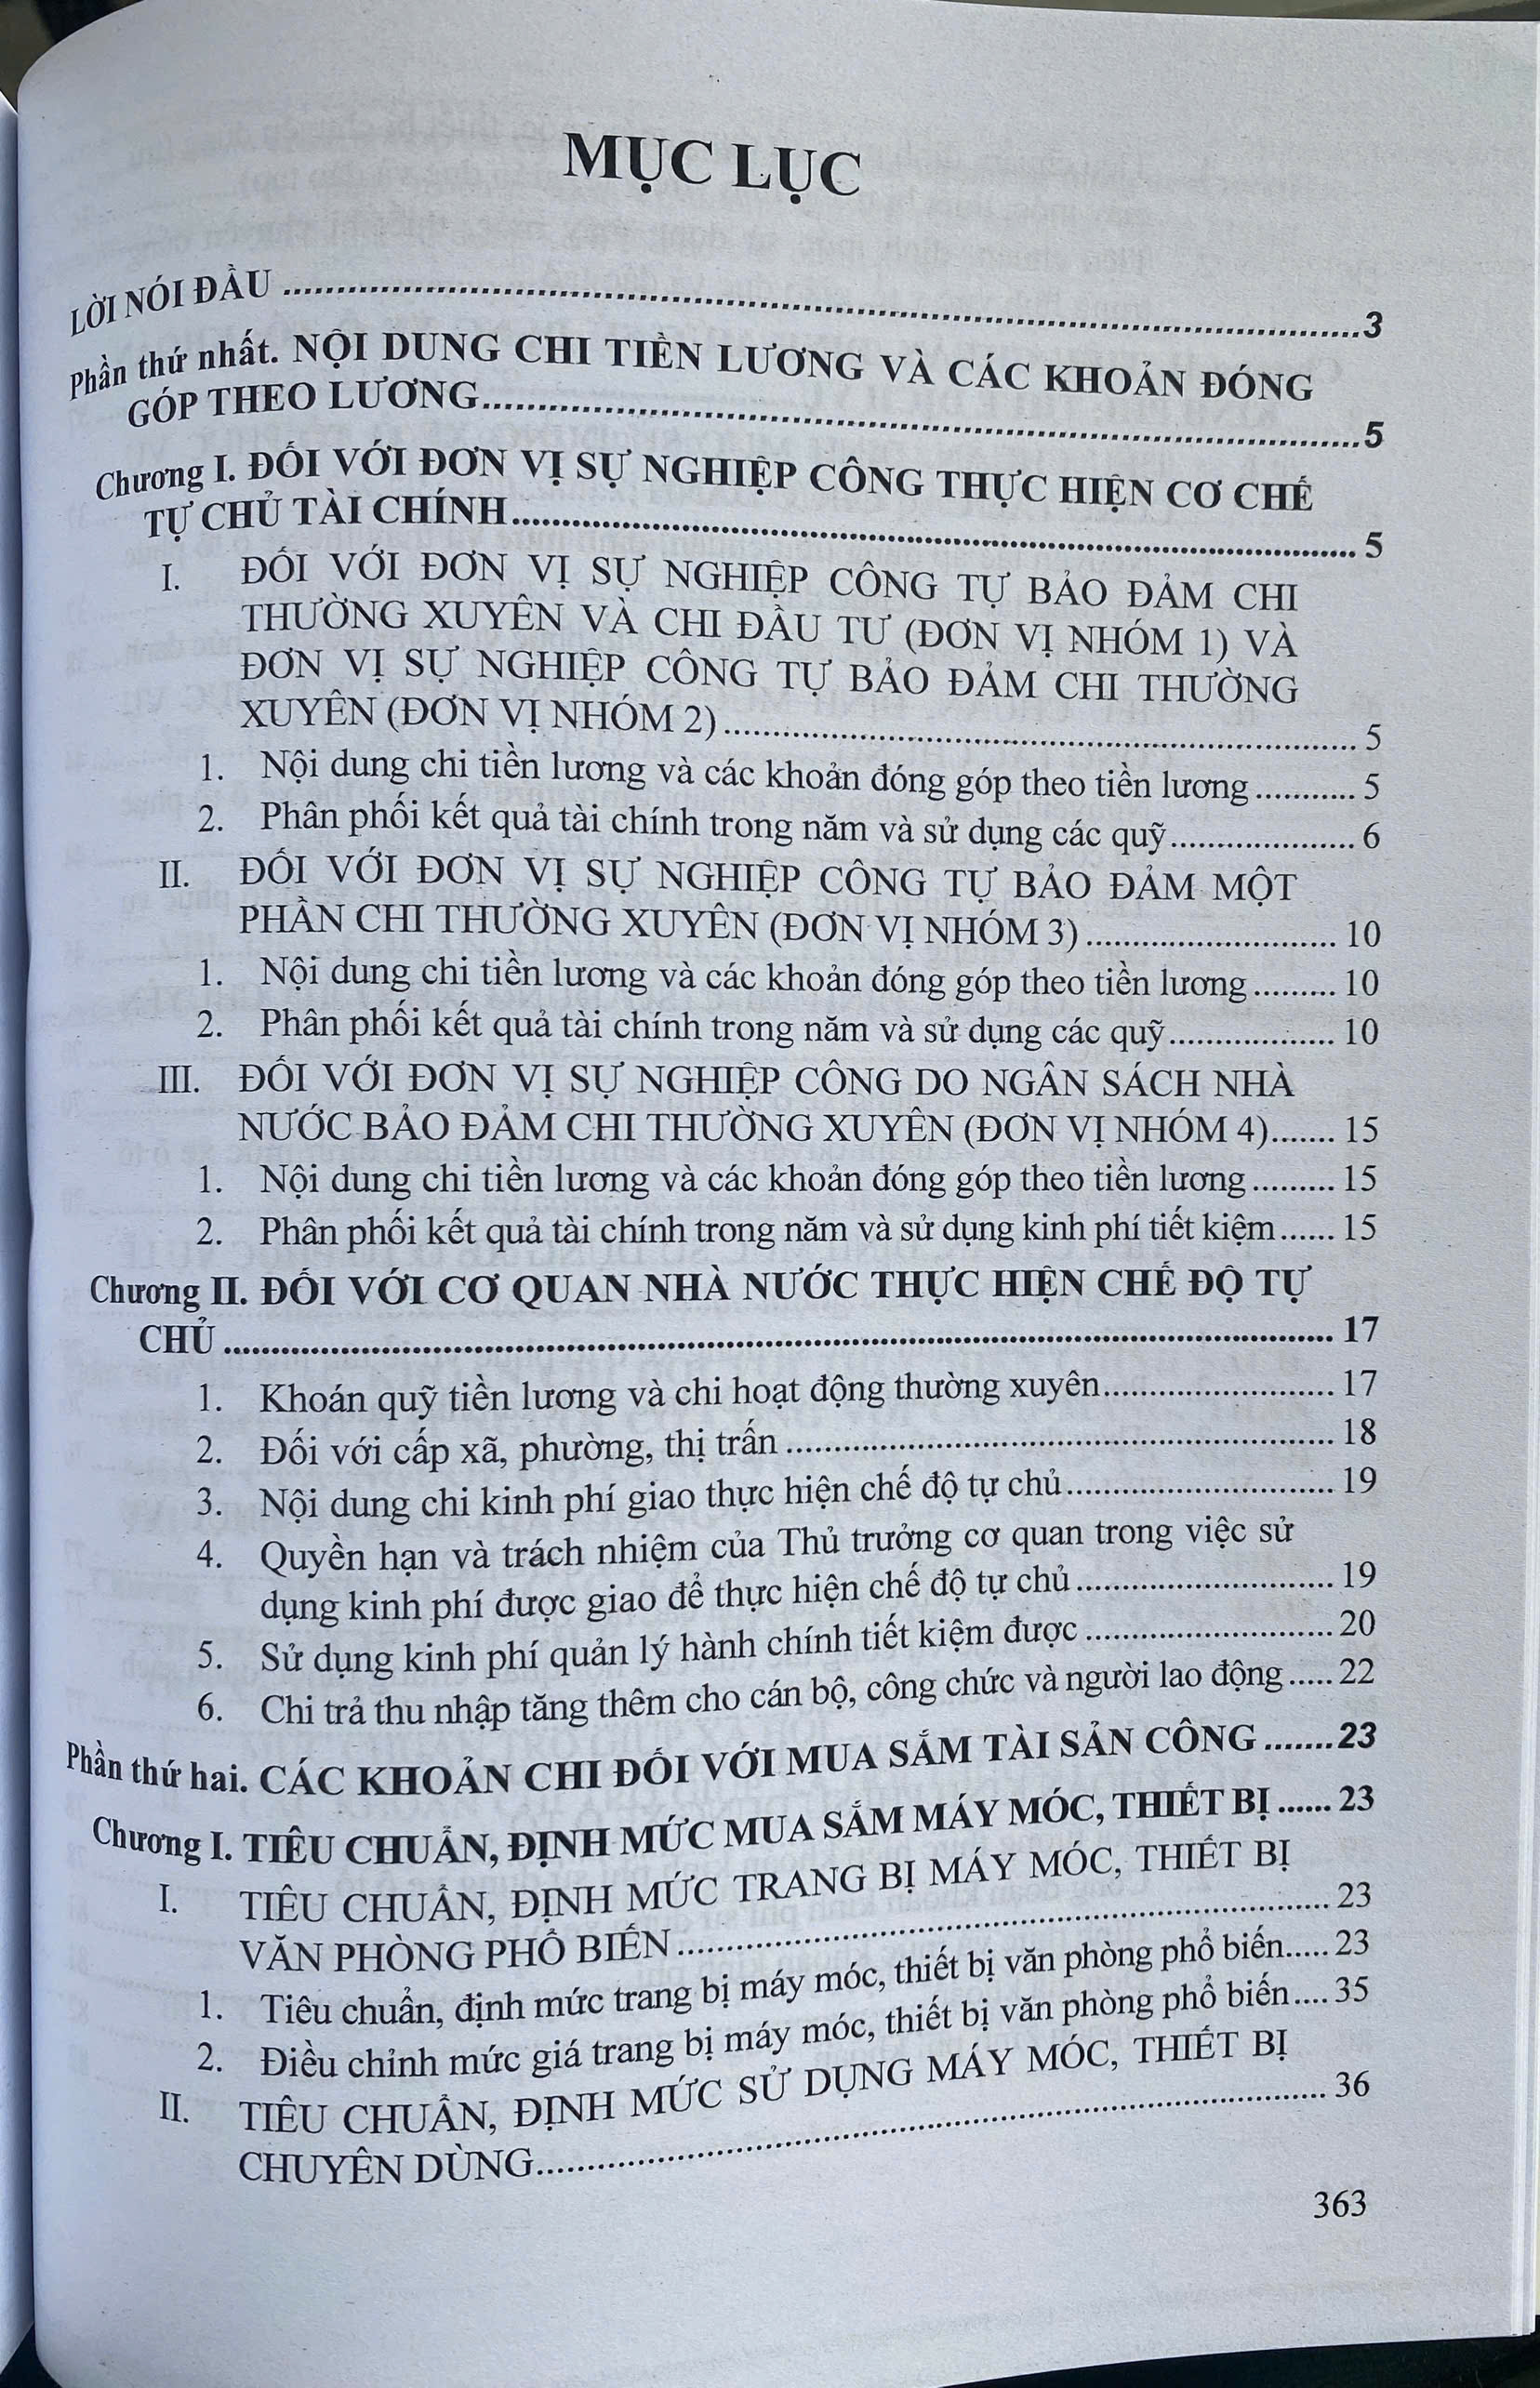 MỤC LỤC
LỜI NÓI ĐẦU ........ 3
Phần thứ nhất. NỘI DUNG CHI TIỀN LƯƠNG VÀ CÁC KHOẢN ĐÓNG
GÓP THEO LƯƠNG ........ 5
Chương I. ĐỐI VỚI ĐƠN VỊ SỰ NGHIỆP CÔNG THỰC HIỆN CƠ CHẾ
TỰ CHỦ TÀI CHÍNH ........ 5
I. ĐỐI VỚI ĐƠN VỊ SỰ NGHIỆP CÔNG TỰ BẢO ĐẢM CHI
THƯỜNG XUYÊN VÀ CHI ĐẦU TƯ (ĐƠN VỊ NHÓM 1) VÀ
ĐƠN VỊ SỰ NGHIỆP CÔNG TỰ BẢO ĐẢM CHI THƯỜNG
XUYÊN (ĐƠN VỊ NHÓM 2) ........ 5
1. Nội dung chi tiền lương và các khoản đóng góp theo tiền lương ........ 5
2. Phân phối kết quả tài chính trong năm và sử dụng các quỹ ........ 6
II. ĐỐI VỚI ĐƠN VỊ SỰ NGHIỆP CÔNG TỰ BẢO ĐẢM MỘT
PHẦN CHI THƯỜNG XUYÊN (ĐƠN VỊ NHÓM 3) ........ 10
1. Nội dung chi tiền lương và các khoản đóng góp theo tiền lương ........ 10
2. Phân phối kết quả tài chính trong năm và sử dụng các quỹ ........ 10
III. ĐỐI VỚI ĐƠN VỊ SỰ NGHIỆP CÔNG DO NGÂN SÁCH NHÀ
NƯỚC BẢO ĐẢM CHI THƯỜNG XUYÊN (ĐƠN VỊ NHÓM 4) ....... 15
1. Nội dung chi tiền lương và các khoản đóng góp theo tiền lương ........ 15
2. Phân phối kết quả tài chính trong năm và sử dụng kinh phí tiết kiệm ...... 15
Chương II. ĐỐI VỚI CƠ QUAN NHÀ NƯỚC THỰC HIỆN CHẾ ĐỘ TỰ
CHỦ ........ 17
1. Khoán quỹ tiền lương và chi hoạt động thường xuyên ........ 17
2. Đối với cấp xã, phường, thị trấn ........ 18
3. Nội dung chi kinh phí giao thực hiện chế độ tự chủ ........ 19
4. Quyền hạn và trách nhiệm của Thủ trưởng cơ quan trong việc sử
dụng kinh phí được giao để thực hiện chế độ tự chủ ........ 19
5. Sử dụng kinh phí quản lý hành chính tiết kiệm được ........ 20
6. Chi trả thu nhập tăng thêm cho cán bộ, công chức và người lao động ..... 22
Phần thứ hai. CÁC KHOẢN CHI ĐỐI VỚI MUA SẮM TÀI SẢN CÔNG ....... 23
Chương I. TIÊU CHUẨN, ĐỊNH MỨC MUA SẮM MÁY MÓC, THIẾT BỊ ...... 23
I. TIÊU CHUẨN, ĐỊNH MỨC TRANG BỊ MÁY MÓC, THIẾT BỊ
VĂN PHÒNG PHỔ BIẾN ........ 23
1. Tiêu chuẩn, định mức trang bị máy móc, thiết bị văn phòng phổ biến ..... 23
2. Điều chỉnh mức giá trang bị máy móc, thiết bị văn phòng phổ biến .... 35
II. TIÊU CHUẨN, ĐỊNH MỨC SỬ DỤNG MÁY MÓC, THIẾT BỊ
CHUYÊN DÙNG ........ 36
363